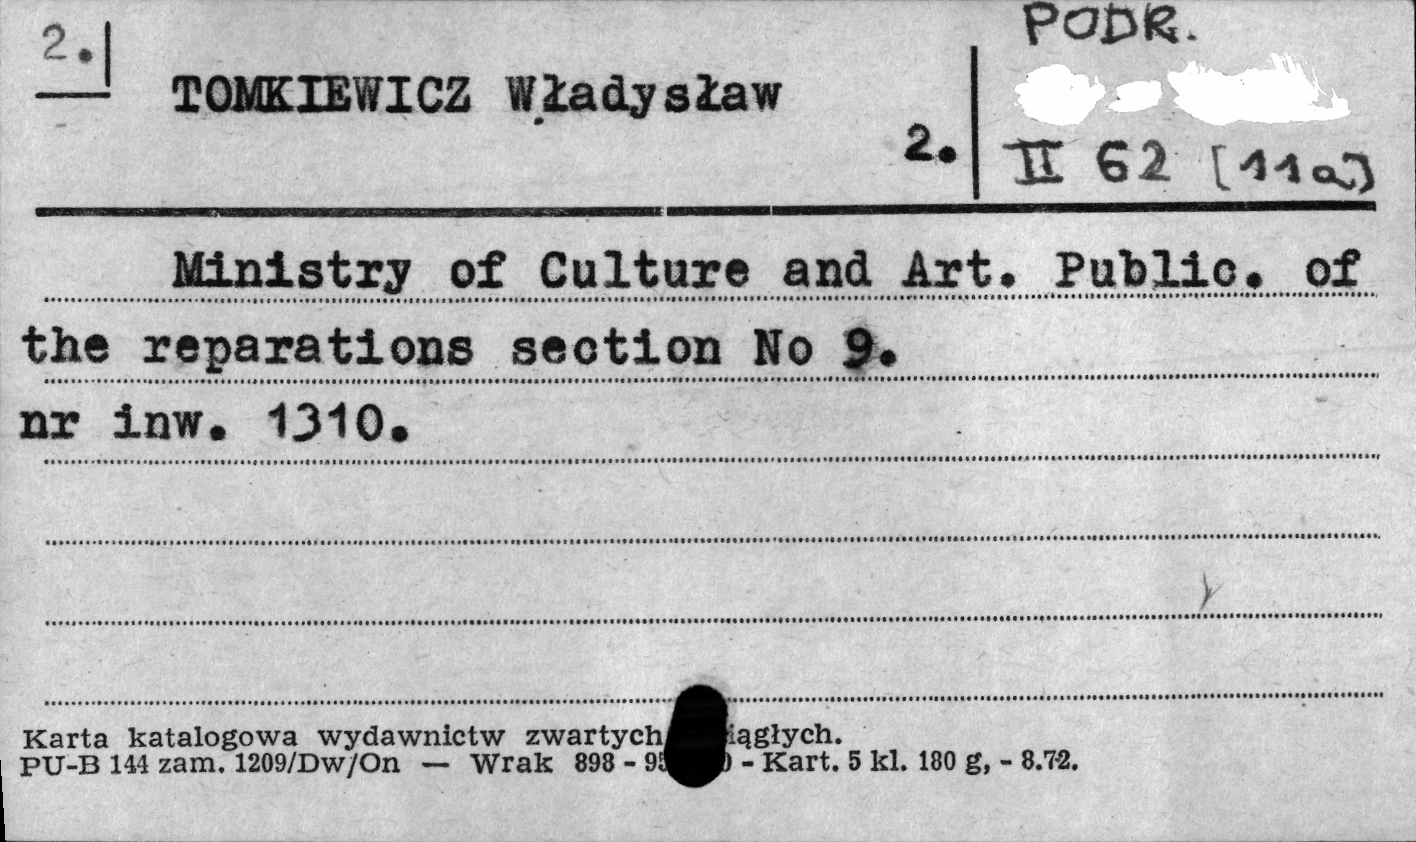 2.
PODR.
TOMKIEWICZ Władysław
2.
II 62 [11a]
Ministry of Culture and Art. Public. of
the reparations section No 9.
nr inw. 1310.
Karta katalogowa wydawnictw zwartych
PU-B 144 zam. 1209/Dw/On — Wrak 898 - - Kart. 5 kl. 180 g, - 8.72.